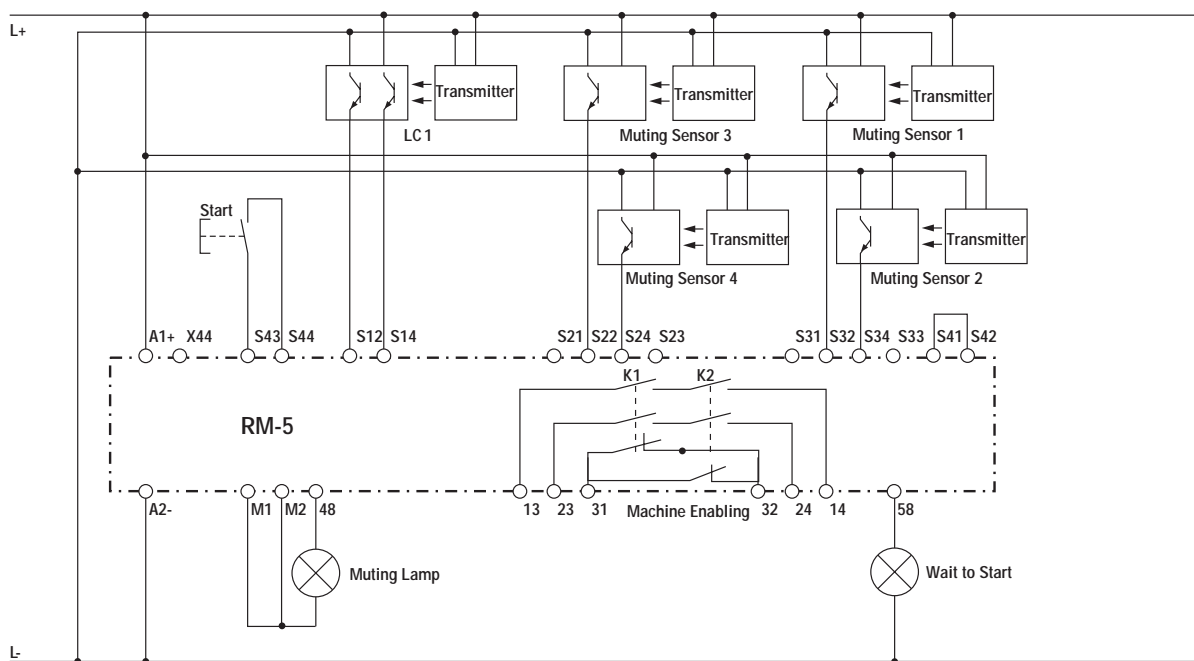 L+
Transmitter
Transmitter
Transmitter
LC 1
Muting Sensor 3
Muting Sensor 1
Start
Transmitter
Transmitter
Muting Sensor 4
Muting Sensor 2
A1+ X44 S43 S44 S12 S14 S21 S22 S24 S23 S31 S32 S34 S33 S41 S42
K1 K2
RM-5
A2- M1 M2 48 13 23 31 Machine Enabling 32 24 14 58
Muting Lamp
Wait to Start
L-